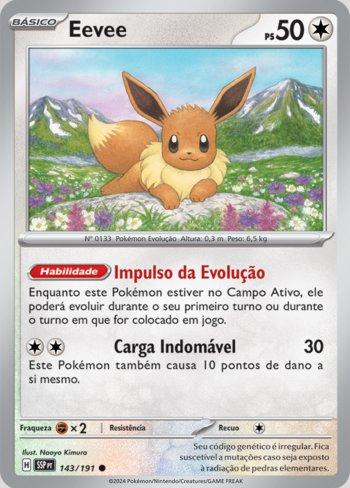 BÁSICO
Eevee
PS 50
Nº 0133 Pokémon Evolução Altura: 0,3 m Peso: 6,5 kg
Habilidade Impulso da Evolução
Enquanto este Pokémon estiver no Campo Ativo, ele
poderá evoluir durante o seu primeiro turno ou durante
o turno em que for colocado em jogo.
Carga Indomável 30
Este Pokémon também causa 10 pontos de dano a
si mesmo.
Fraqueza ×2 Resistência Recuo
Ilust. Naoyo Kimura
H SSP PT 143/191
Seu código genético é irregular. Fica
suscetível a mutações caso seja exposto
à radiação de pedras elementares.
©2024 Pokémon/Nintendo/Creatures/GAME FREAK